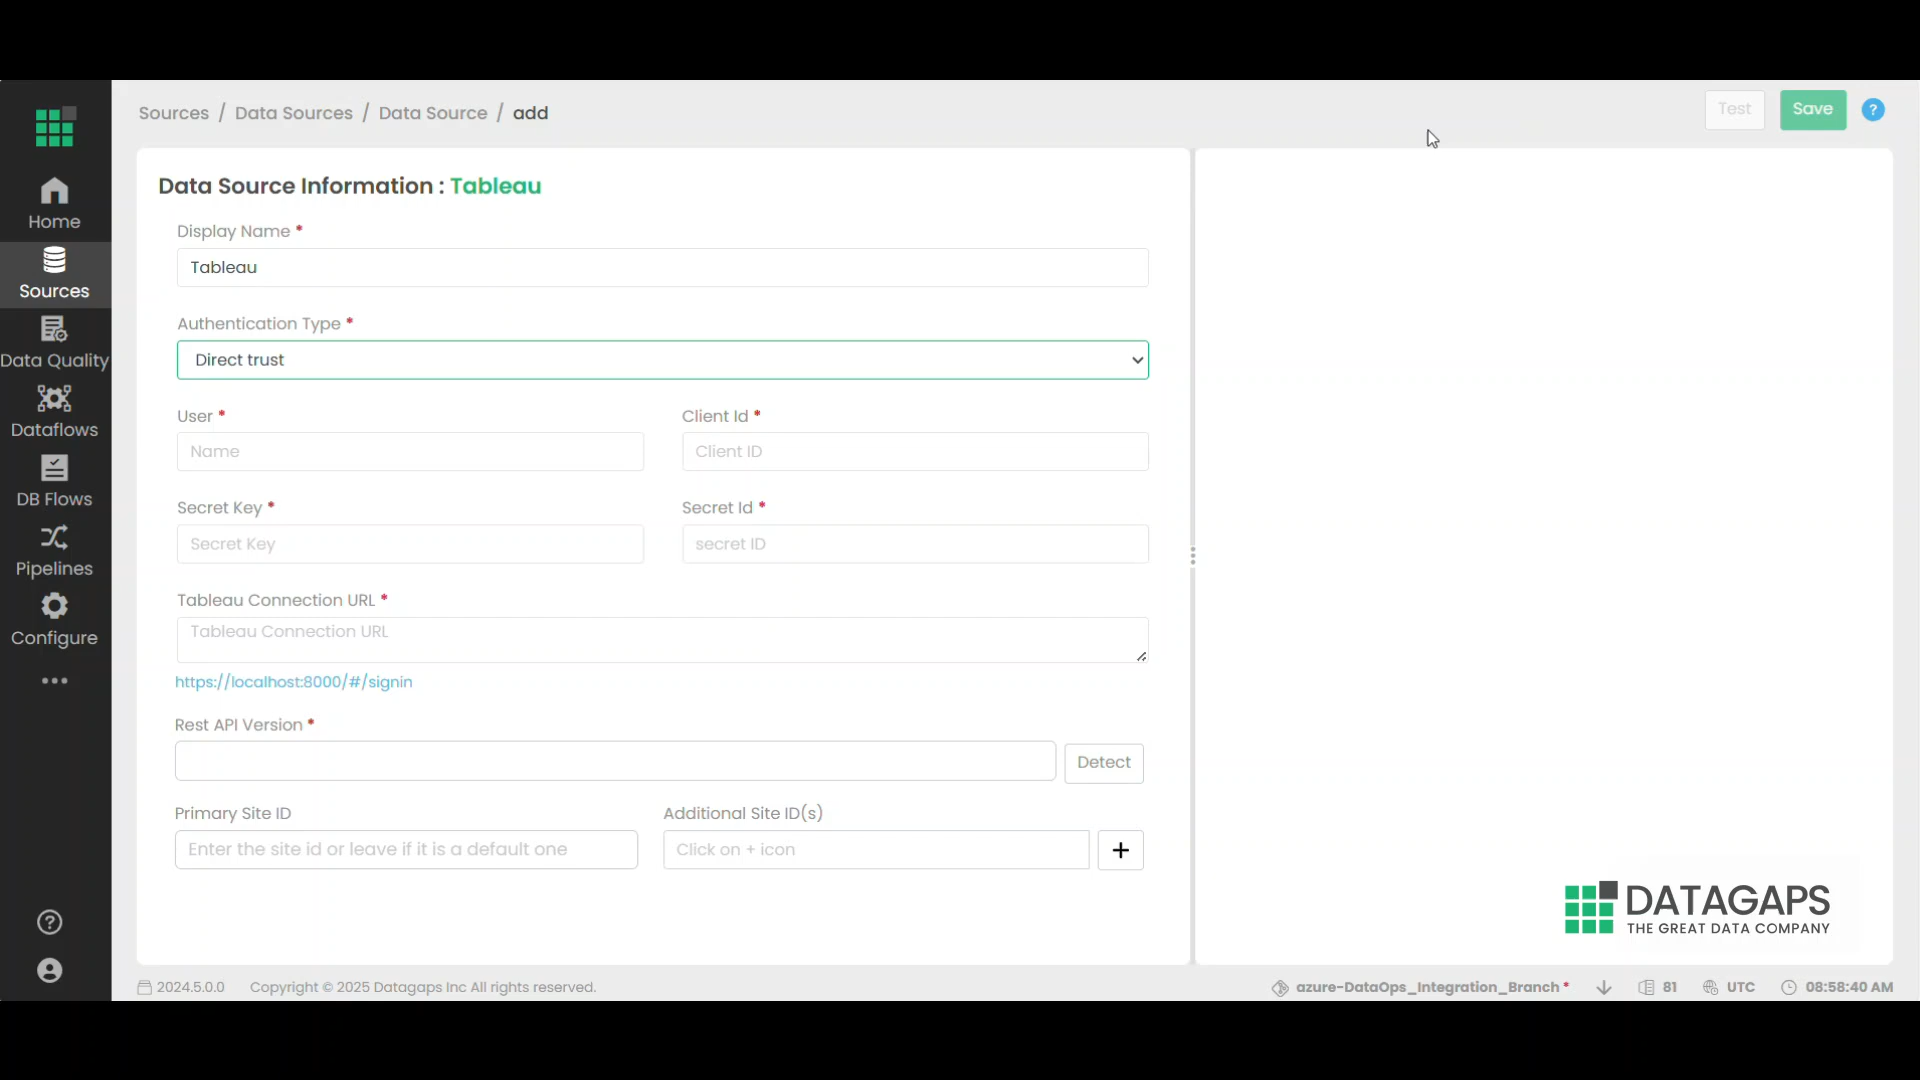 Sources / Data Sources / Data Source / add
Test
Save
?
Home
Sources
Data Quality
Dataflows
DB Flows
Pipelines
Configure
Data Source Information : Tableau
Display Name *
Tableau
Authentication Type *
Direct trust
User *
Client Id *
Name
Client ID
Secret Key *
Secret Id *
Secret Key
secret ID
Tableau Connection URL *
Tableau Connection URL
https://localhost:8000/#/signin
Rest API Version *
Detect
Primary Site ID
Additional Site ID(s)
Enter the site id or leave if it is a default one
Click on + icon
+
DATAGAPS
THE GREAT DATA COMPANY
?
2024.5.0.0
Copyright © 2025 Datagaps Inc All rights reserved.
azure-DataOps_Integration_Branch *
81
UTC
08:58:40 AM